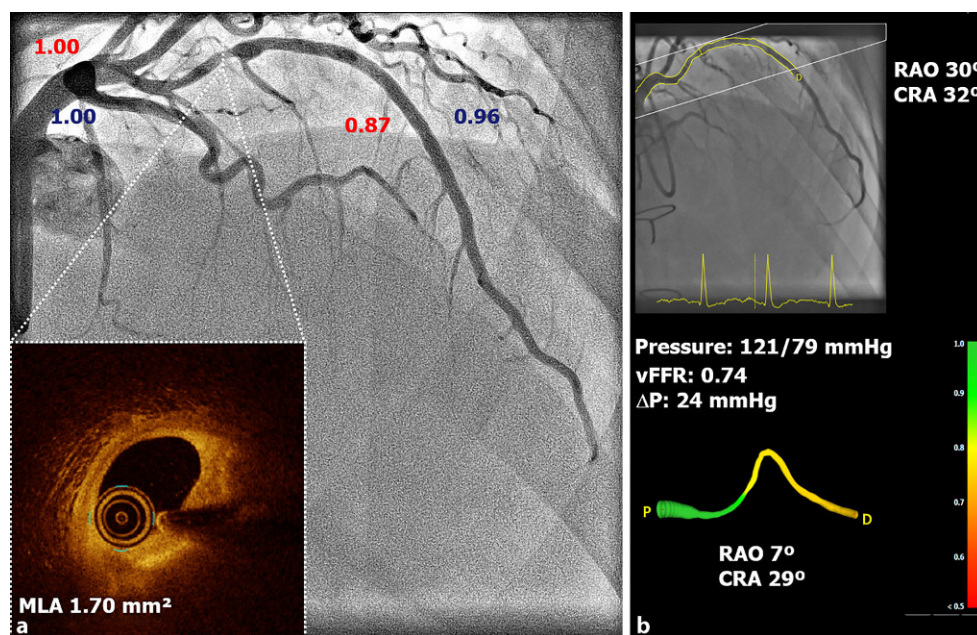 1.00
1.00
0.87
0.96
MLA 1.70 mm²
a
D
RAO 30º
CRA 32º
Pressure: 121/79 mmHg
vFFR: 0.74
ΔP: 24 mmHg
1.0
0.9
0.8
0.7
0.6
< 0.5
P
D
RAO 7º
CRA 29º
b